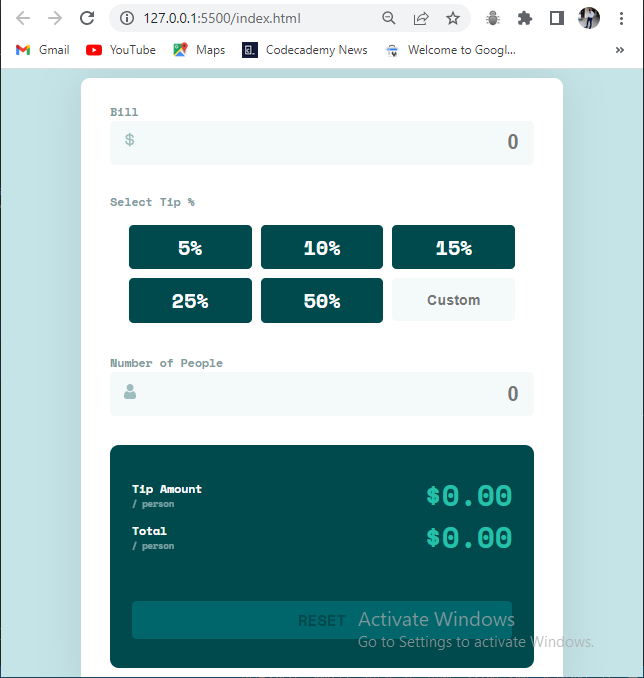 127.0.0.1:5500/index.html
Gmail YouTube Maps Codecademy News Welcome to Googl... »
Bill
$ 0
Select Tip %
5% 10% 15%
25% 50% Custom
Number of People
0
Tip Amount $0.00
/ person
Total $0.00
/ person
RESET
Activate Windows
Go to Settings to activate Windows.